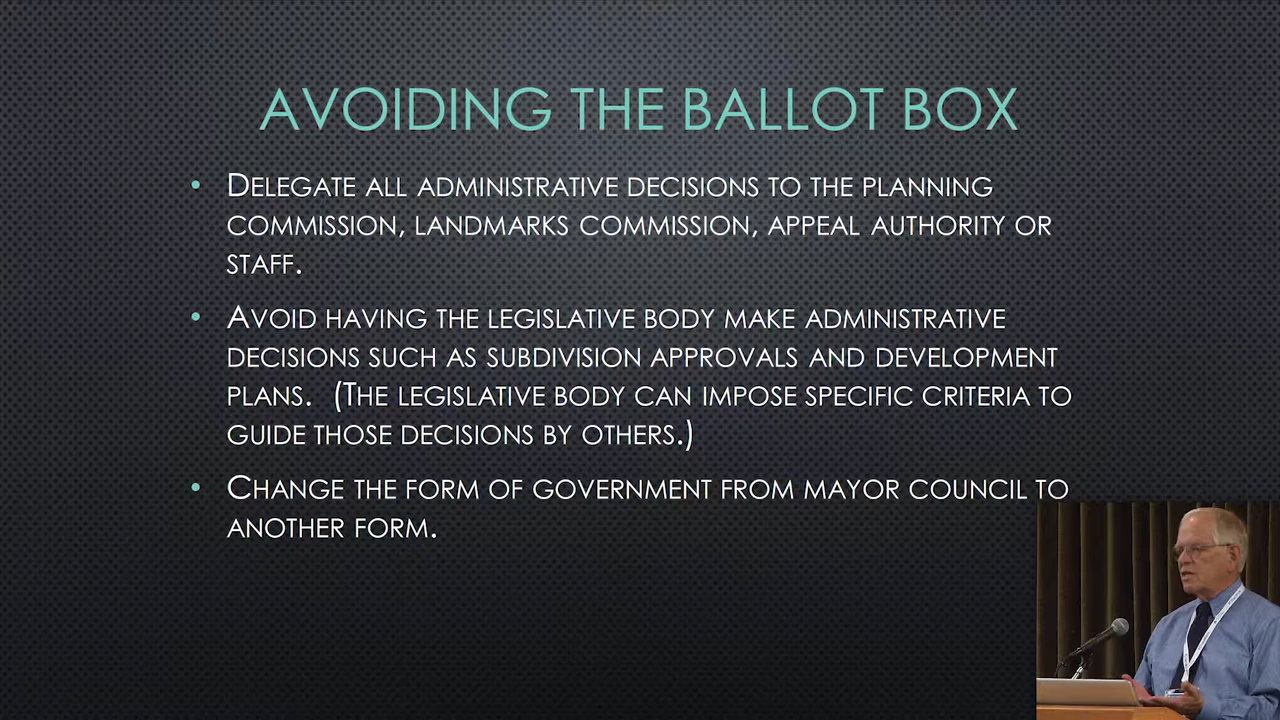 AVOIDING THE BALLOT BOX
• DELEGATE ALL ADMINISTRATIVE DECISIONS TO THE PLANNING
COMMISSION, LANDMARKS COMMISSION, APPEAL AUTHORITY OR
STAFF.
• AVOID HAVING THE LEGISLATIVE BODY MAKE ADMINISTRATIVE
DECISIONS SUCH AS SUBDIVISION APPROVALS AND DEVELOPMENT
PLANS. (THE LEGISLATIVE BODY CAN IMPOSE SPECIFIC CRITERIA TO
GUIDE THOSE DECISIONS BY OTHERS.)
• CHANGE THE FORM OF GOVERNMENT FROM MAYOR COUNCIL TO
ANOTHER FORM.